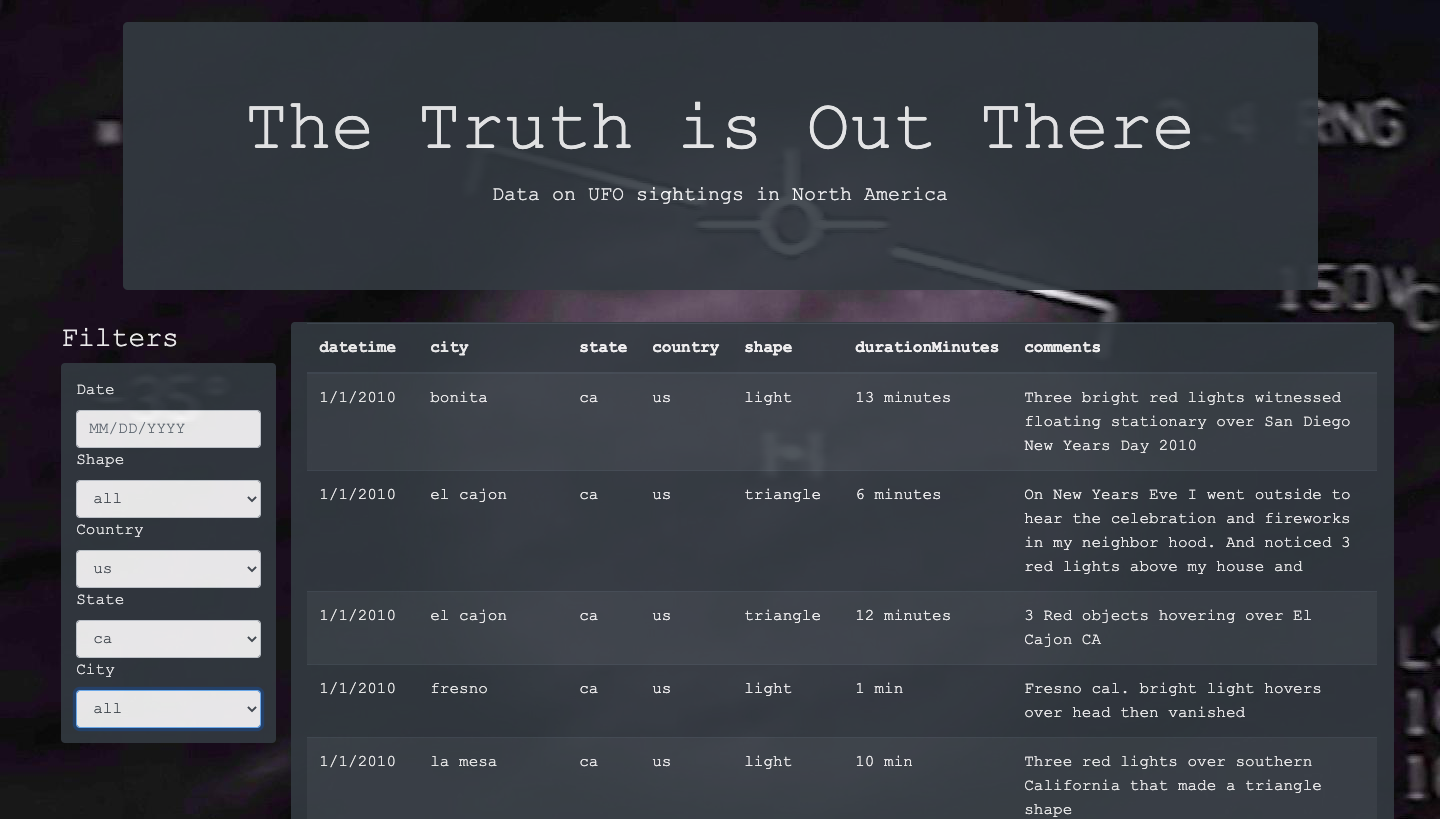 The Truth is Out There
Data on UFO sightings in North America
RNG
150
Filters
Date
MM/DD/YYYY
Shape
all
Country
us
State
ca
City
all
datetime city state country shape durationMinutes comments
1/1/2010 bonita ca us light 13 minutes Three bright red lights witnessed
floating stationary over San Diego
New Years Day 2010
1/1/2010 el cajon ca us triangle 6 minutes On New Years Eve I went outside to
hear the celebration and fireworks
in my neighbor hood. And noticed 3
red lights above my house and
1/1/2010 el cajon ca us triangle 12 minutes 3 Red objects hovering over El
Cajon CA
1/1/2010 fresno ca us light 1 min Fresno cal. bright light hovers
over head then vanished
1/1/2010 la mesa ca us light 10 min Three red lights over southern
California that made a triangle
shape